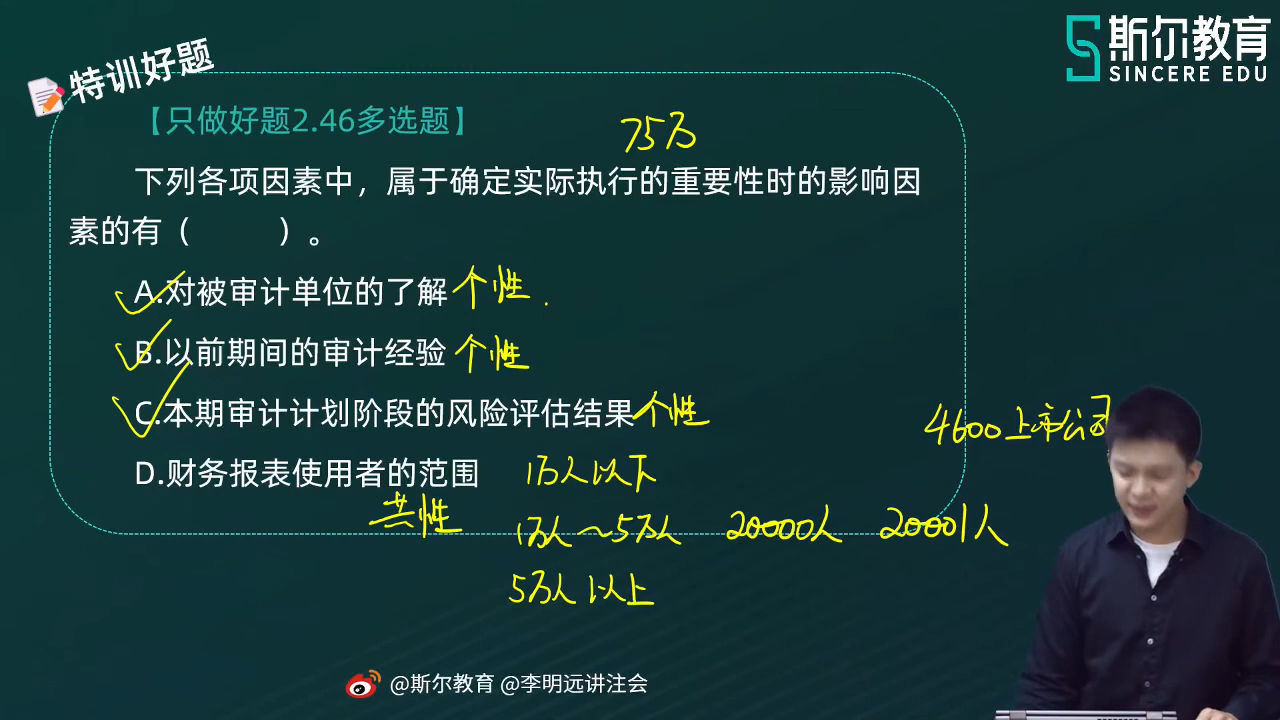 斯尔教育
SINCERE EDU
特训好题
【只做好题2.46多选题】
75万
下列各项因素中，属于确定实际执行的重要性时的影响因
素的有（  ）。
A.对被审计单位的了解 个性.
B.以前期间的审计经验 个性
C.本期审计计划阶段的风险评估结果 个性
4600上市公司
D.财务报表使用者的范围 1万人以下
共性
1万人～5万人 20000人 20001人
5万人以上
@斯尔教育 @李明远讲注会